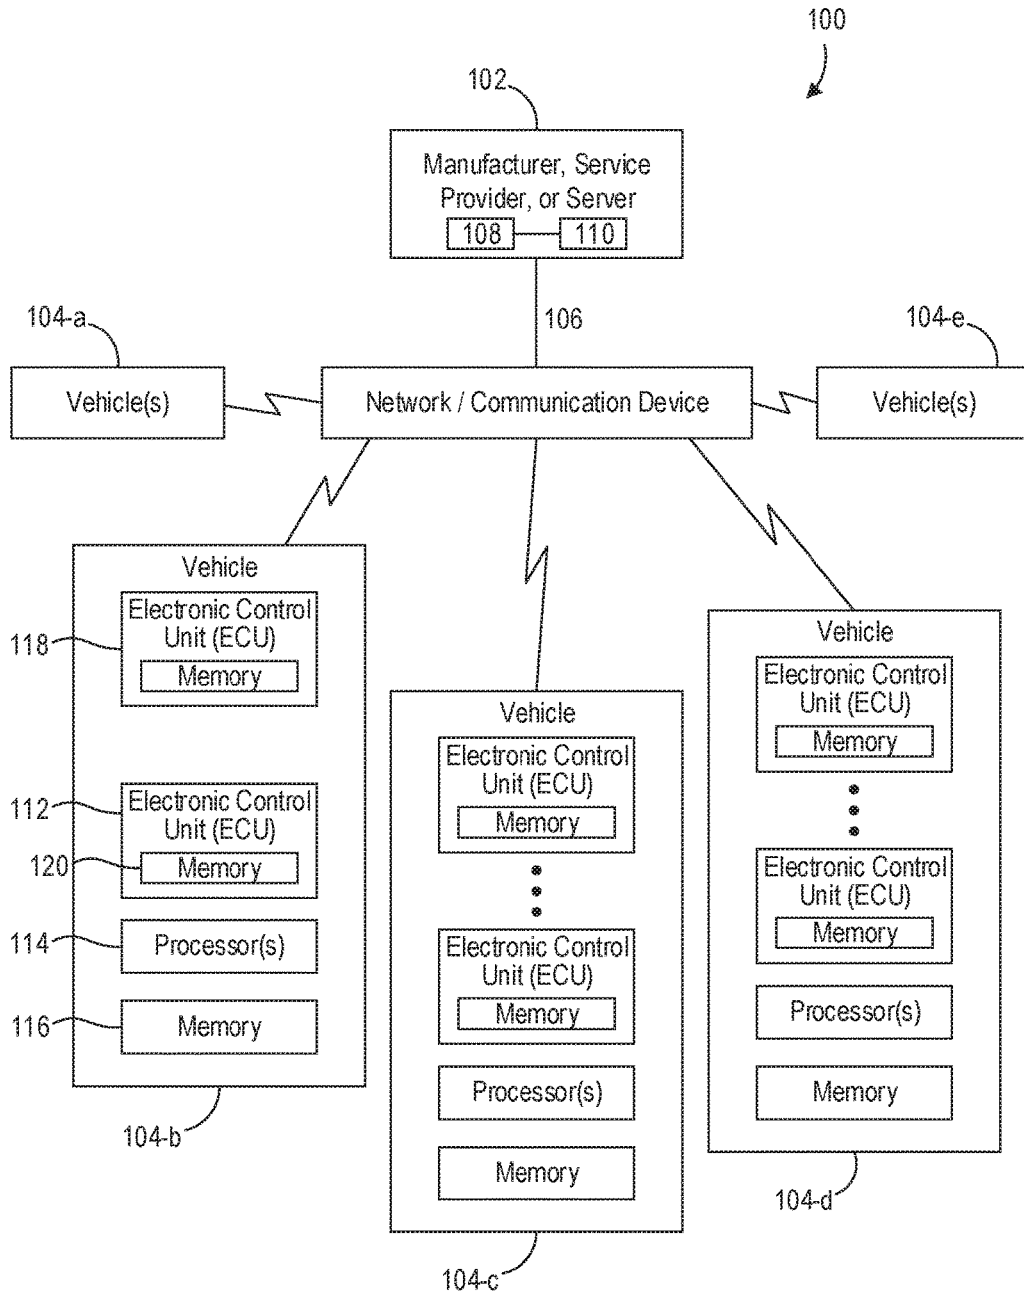 100
102
Manufacturer, Service
Provider, or Server
108
110
106
104-a
104-e
Vehicle(s)
Network / Communication Device
Vehicle(s)
Vehicle
Electronic Control
Unit (ECU)
Memory
118
Electronic Control
Unit (ECU)
Memory
112
120
Processor(s)
114
Memory
116
104-b
Vehicle
Electronic Control
Unit (ECU)
Memory
Electronic Control
Unit (ECU)
Memory
Processor(s)
Memory
104-c
Vehicle
Electronic Control
Unit (ECU)
Memory
Electronic Control
Unit (ECU)
Memory
Processor(s)
Memory
104-d